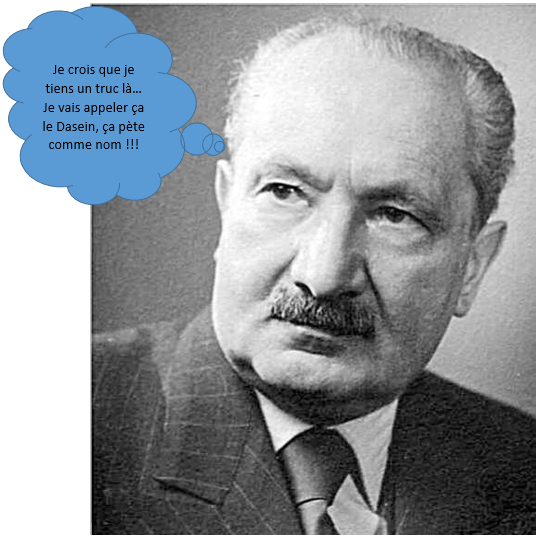 Je crois que je
tiens un truc là…
Je vais appeler ça
le Dasein, ça pète
comme nom !!!